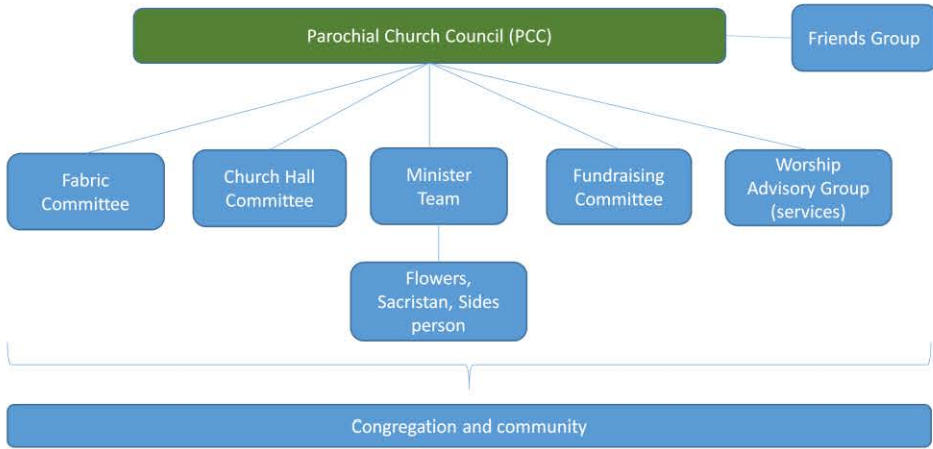 Parochial Church Council (PCC)
Friends Group
Fabric
Committee
Church Hall
Committee
Minister
Team
Fundraising
Committee
Worship
Advisory Group
(services)
Flowers,
Sacristan, Sides
person
Congregation and community